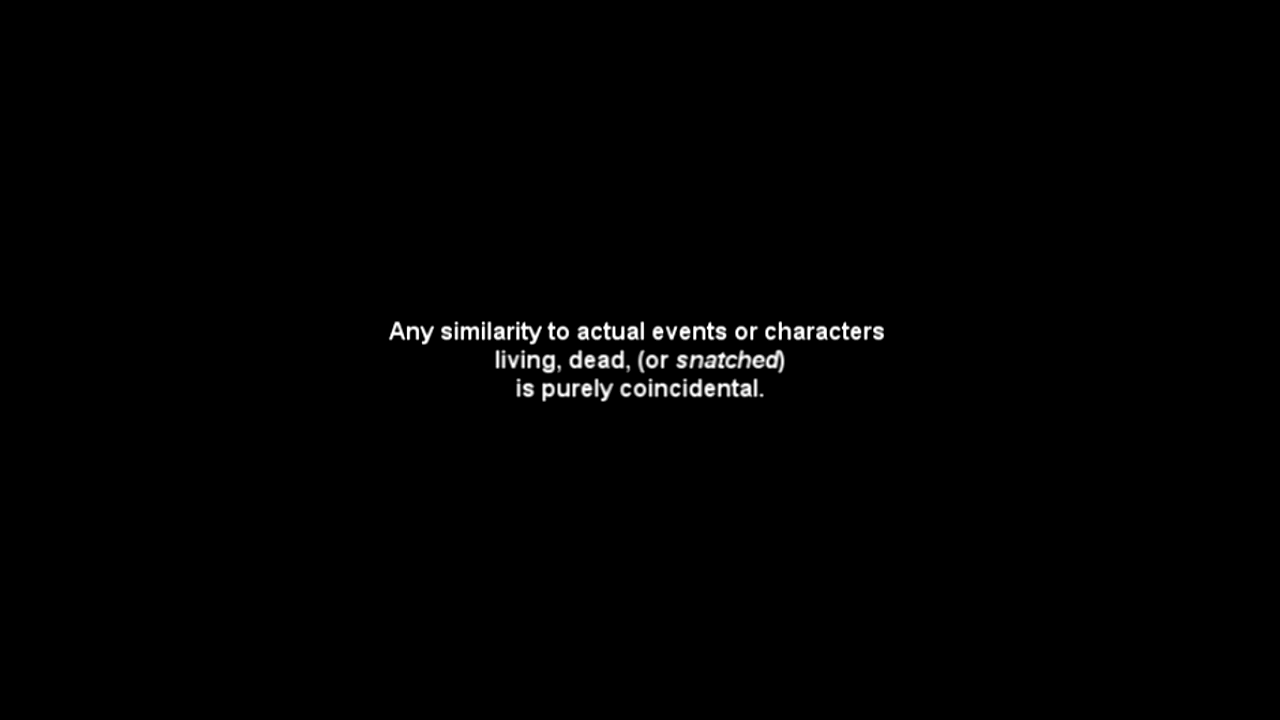 Any similarity to actual events or characters
living, dead, (or snatched)
is purely coincidental.